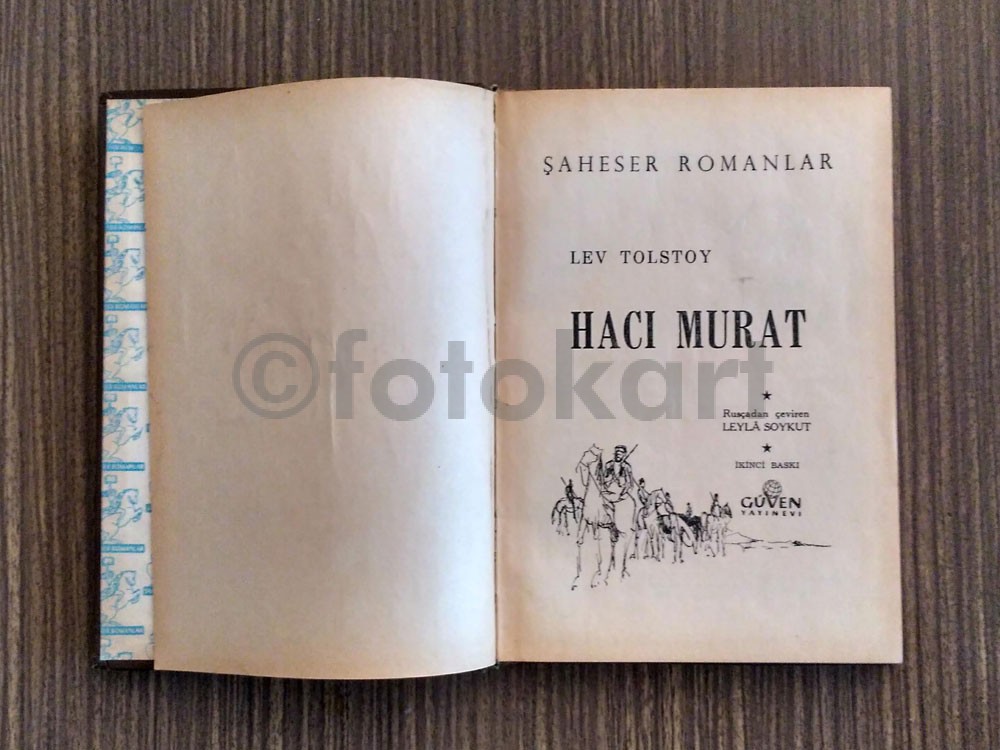 ŞAHESER ROMANLAR
LEV TOLSTOY
HACI MURAT
©fotokart
★
Rusçadan çeviren
LEYLÂ SOYKUT
★
İKİNCİ BASKI
GÜVEN
YAYINEVİ